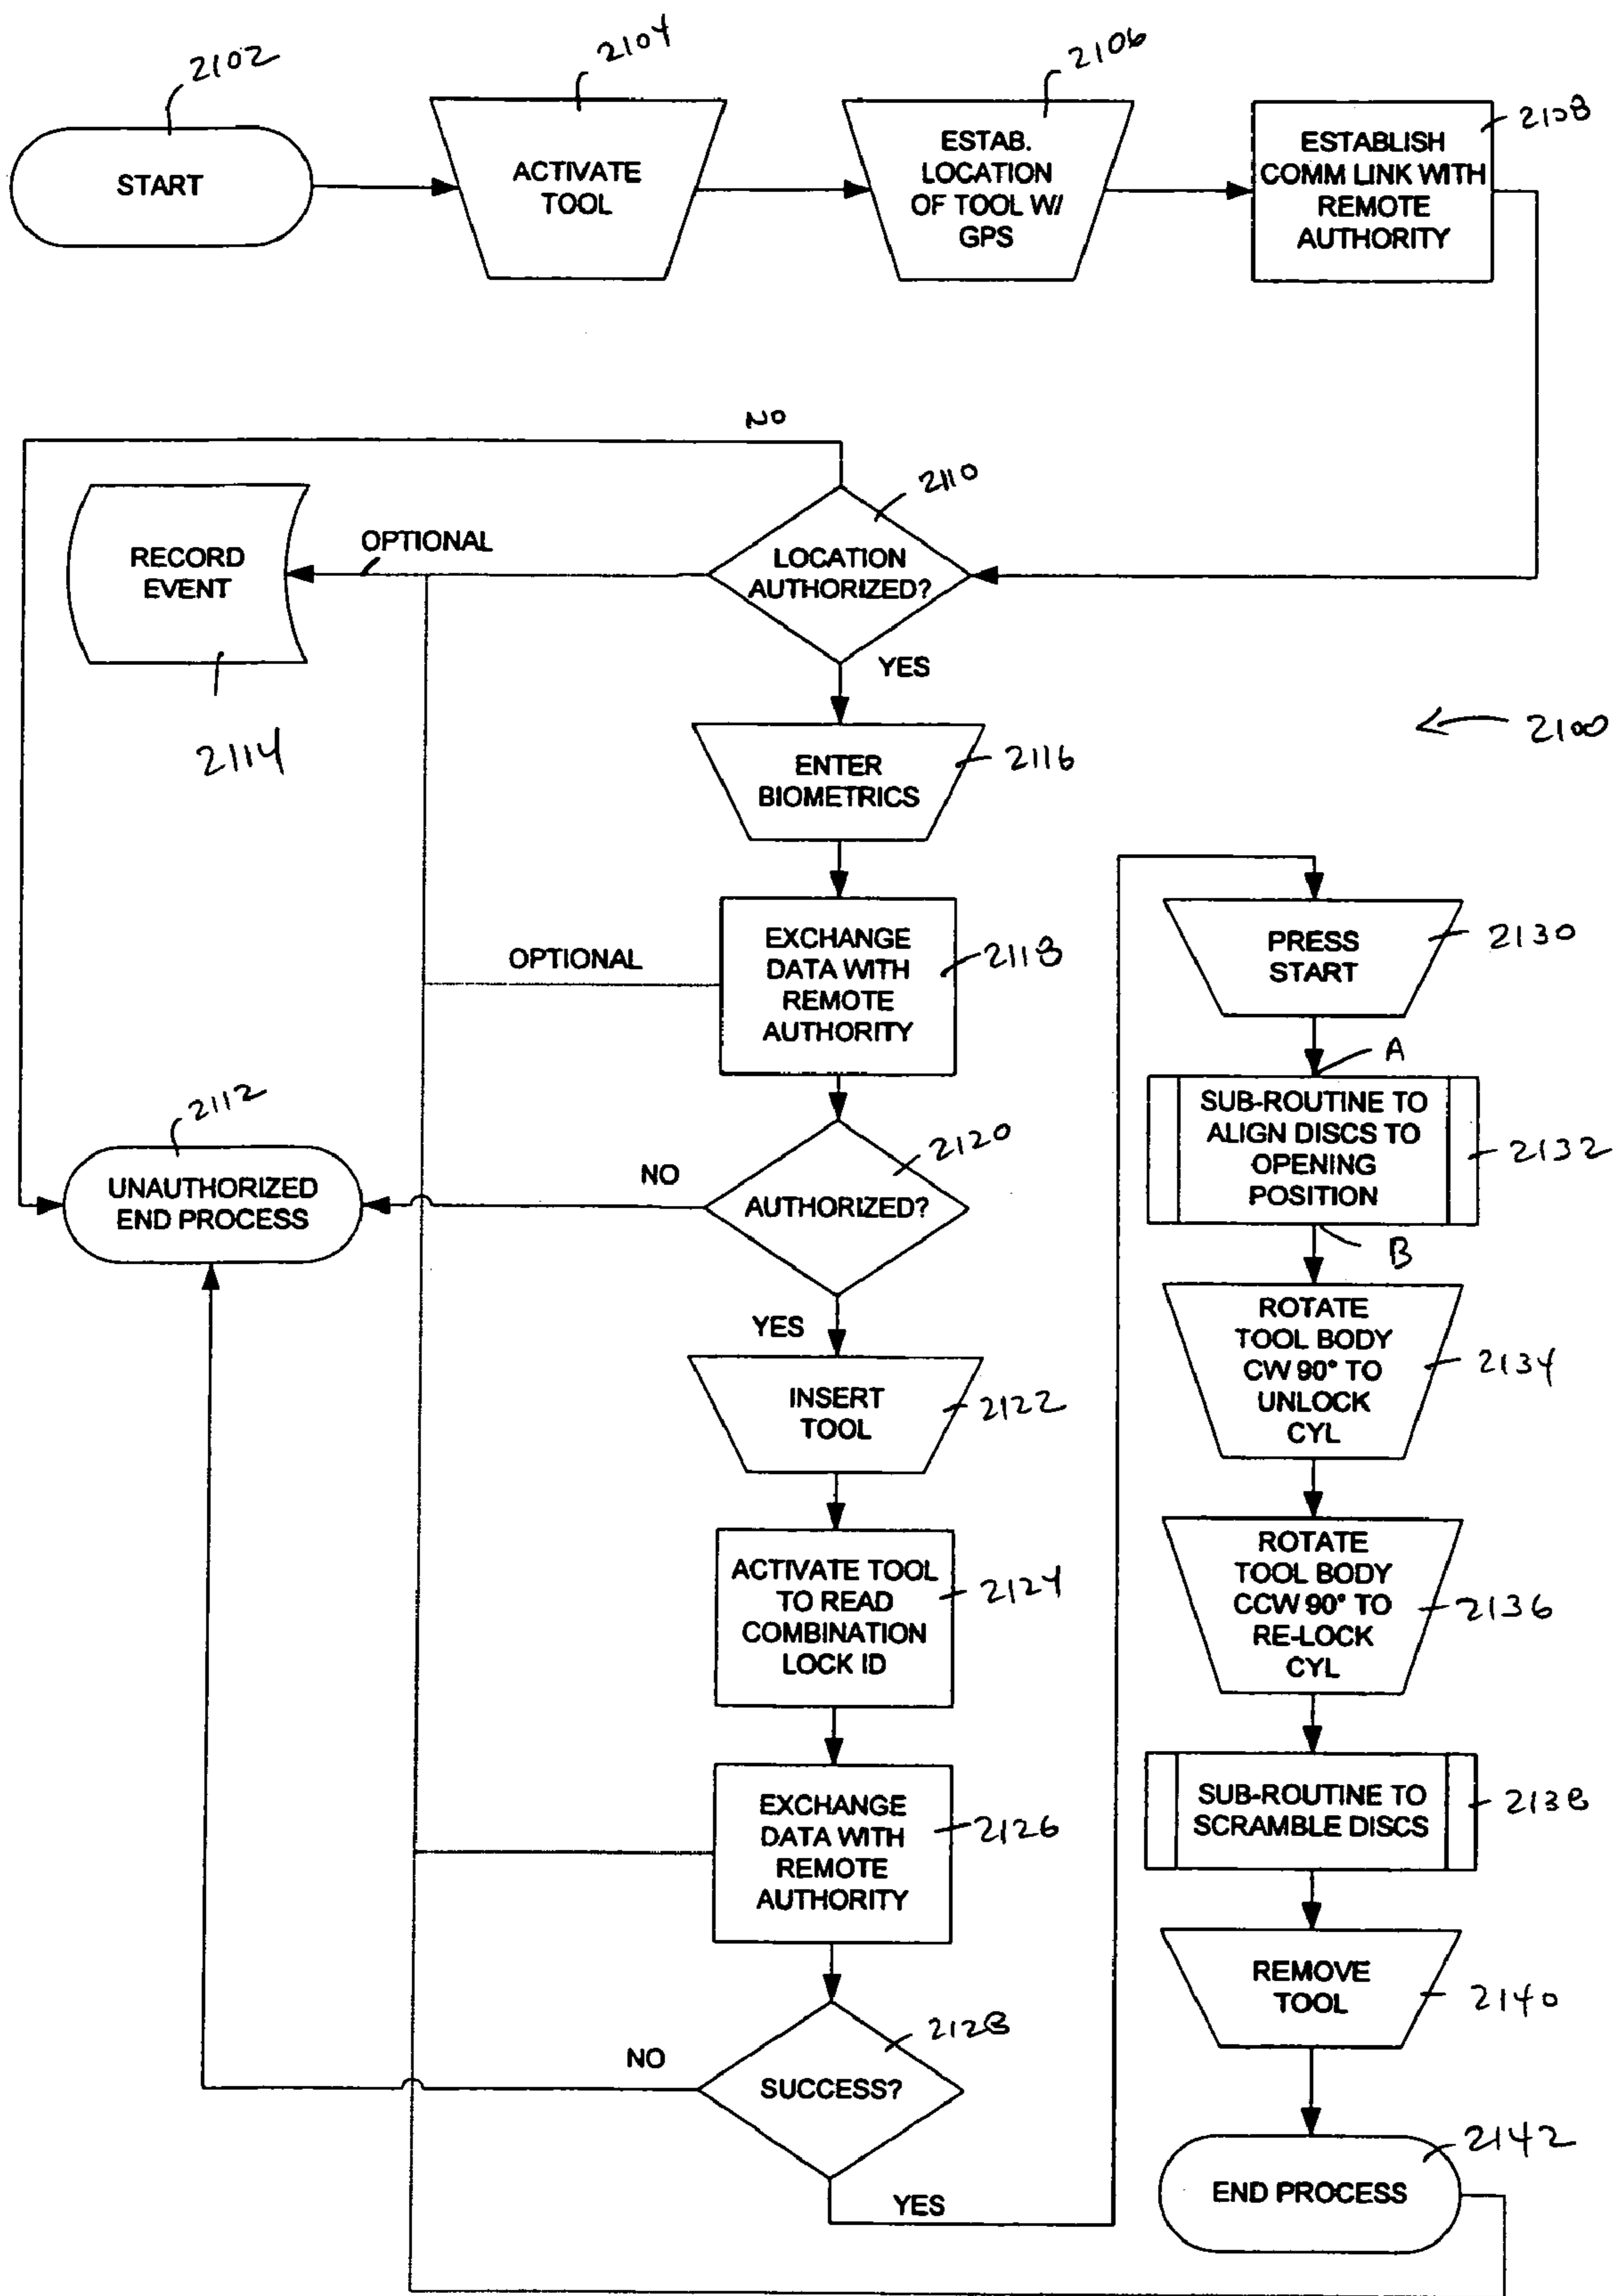 2102
2104
2106
2108
START
ACTIVATE
TOOL
ESTAB.
LOCATION
OF TOOL W/
GPS
ESTABLISH
COMM LINK WITH
REMOTE
AUTHORITY
NO
2110
OPTIONAL
RECORD
EVENT
LOCATION
AUTHORIZED?
YES
2114
2100
ENTER
BIOMETRICS
2116
OPTIONAL
EXCHANGE
DATA WITH
REMOTE
AUTHORITY
2118
2112
UNAUTHORIZED
END PROCESS
NO
2120
AUTHORIZED?
YES
INSERT
TOOL
2122
ACTIVATE TOOL
TO READ
COMBINATION
LOCK ID
2124
EXCHANGE
DATA WITH
REMOTE
AUTHORITY
2126
NO
2128
SUCCESS?
YES
PRESS
START
2130
A
SUB-ROUTINE TO
ALIGN DISCS TO
OPENING
POSITION
2132
B
ROTATE
TOOL BODY
CW 90° TO
UNLOCK
CYL
2134
ROTATE
TOOL BODY
CCW 90° TO
RE-LOCK
CYL
2136
SUB-ROUTINE TO
SCRAMBLE DISCS
2138
REMOVE
TOOL
2140
2142
END PROCESS